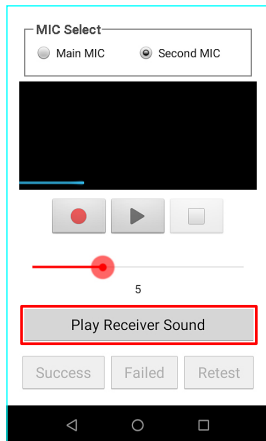 MIC Select
Main MIC Second MIC
5
Play Receiver Sound
Success Failed Retest